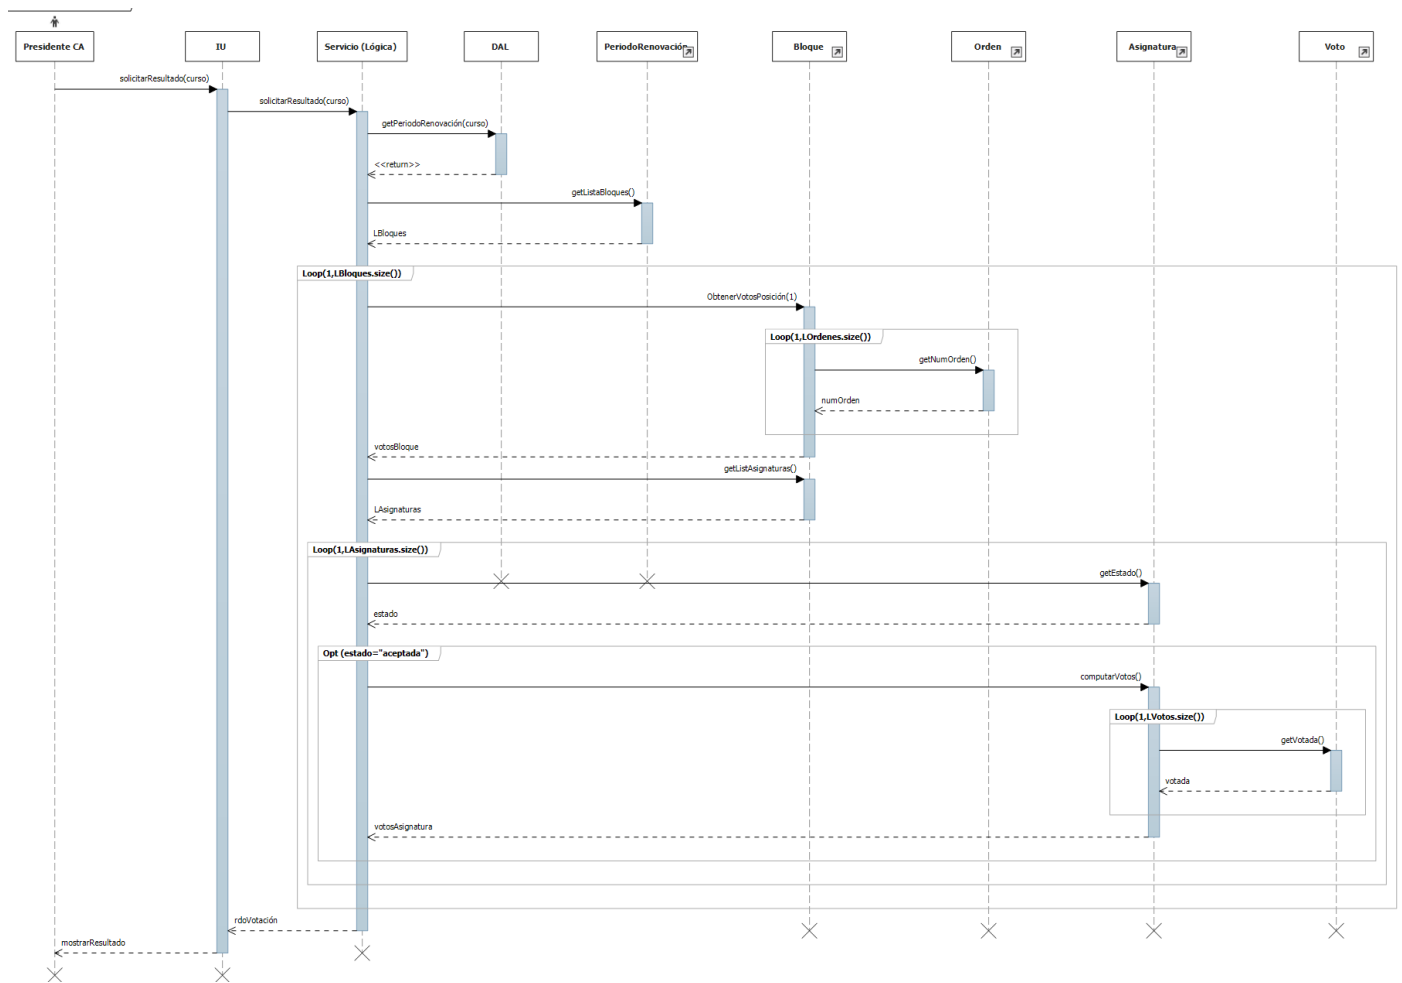 Presidente CA
IU
Servicio (Lógica)
DAL
PeriodoRenovación
Bloque
Orden
Asignatura
Voto
solicitarResultado(curso)
solicitarResultado(curso)
getPeriodoRenovación(curso)
<<return>>
getListaBloques()
LBloques
Loop(1,LBloques.size())
ObtenerVotosPosición(1)
Loop(1,LOrdenes.size())
getNumOrden()
numOrden
votosBloque
getListAsignaturas()
LAsignaturas
Loop(1,LAsignaturas.size())
getEstado()
estado
Opt (estado="aceptada")
computarVotos()
Loop(1,LVotos.size())
getVotada()
votada
votosAsignatura
rdoVotación
mostrarResultado